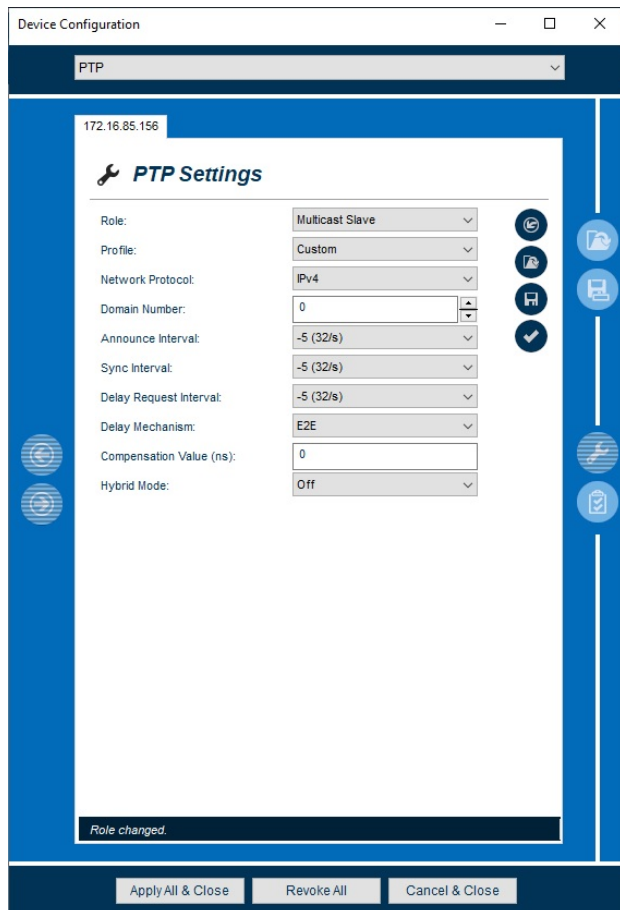 Device Configuration
PTP
172.16.85.156
PTP Settings
Role: Multicast Slave
Profile: Custom
Network Protocol: IPv4
Domain Number: 0
Announce Interval: -5 (32/s)
Sync Interval: -5 (32/s)
Delay Request Interval: -5 (32/s)
Delay Mechanism: E2E
Compensation Value (ns): 0
Hybrid Mode: Off
Role changed.
Apply All & Close Revoke All Cancel & Close